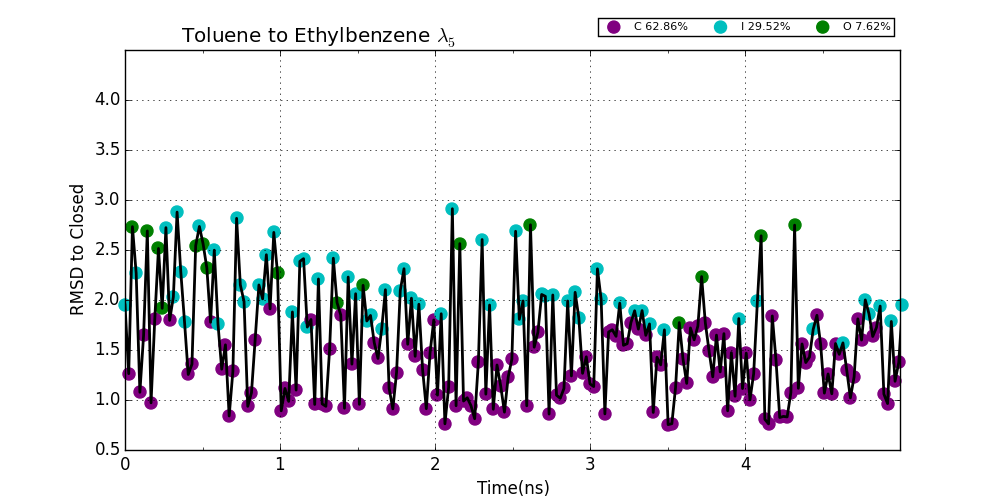 Toluene to Ethylbenzene λ5
C 62.86% I 29.52% O 7.62%
RMSD to Closed
4.0
3.5
3.0
2.5
2.0
1.5
1.0
0.5
0 1 2 3 4
Time(ns)